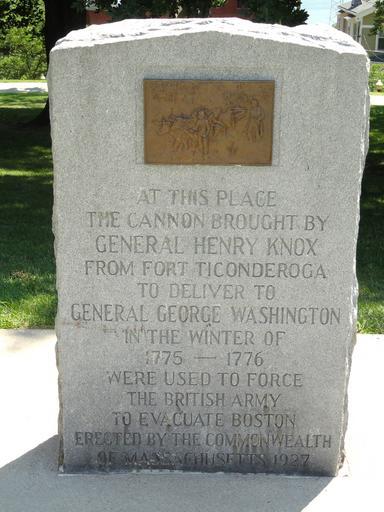 AT THIS PLACE
THE CANNON BROUGHT BY
GENERAL HENRY KNOX
FROM FORT TICONDEROGA
TO DELIVER TO
GENERAL GEORGE WASHINGTON
IN THE WINTER OF
1775 — 1776
WERE USED TO FORCE
THE BRITISH ARMY
TO EVACUATE BOSTON
ERECTED BY THE COMMONWEALTH
OF MASSACHUSETTS 1927